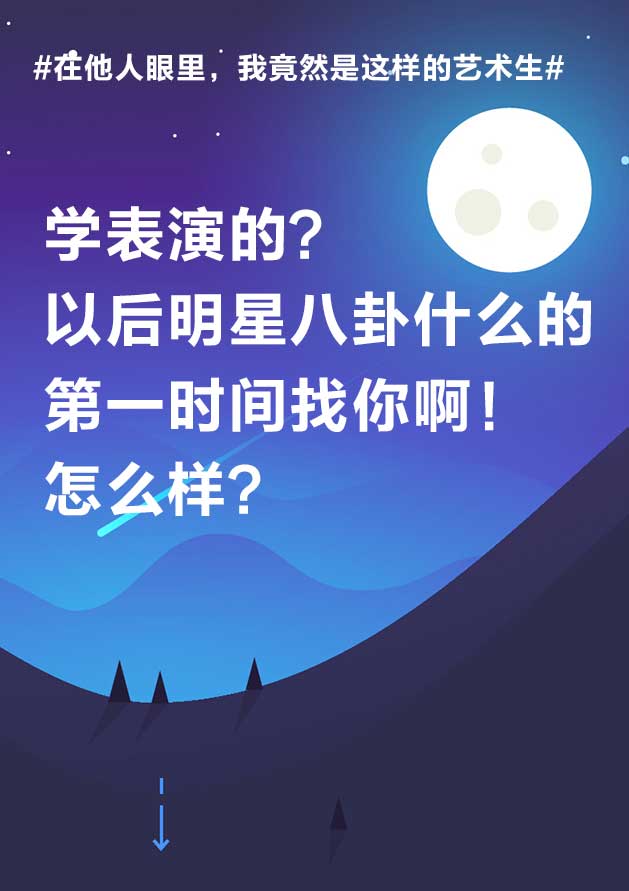 #在他人眼里，我竟然是这样的艺术生#
学表演的？
以后明星八卦什么的
第一时间找你啊！
怎么样？